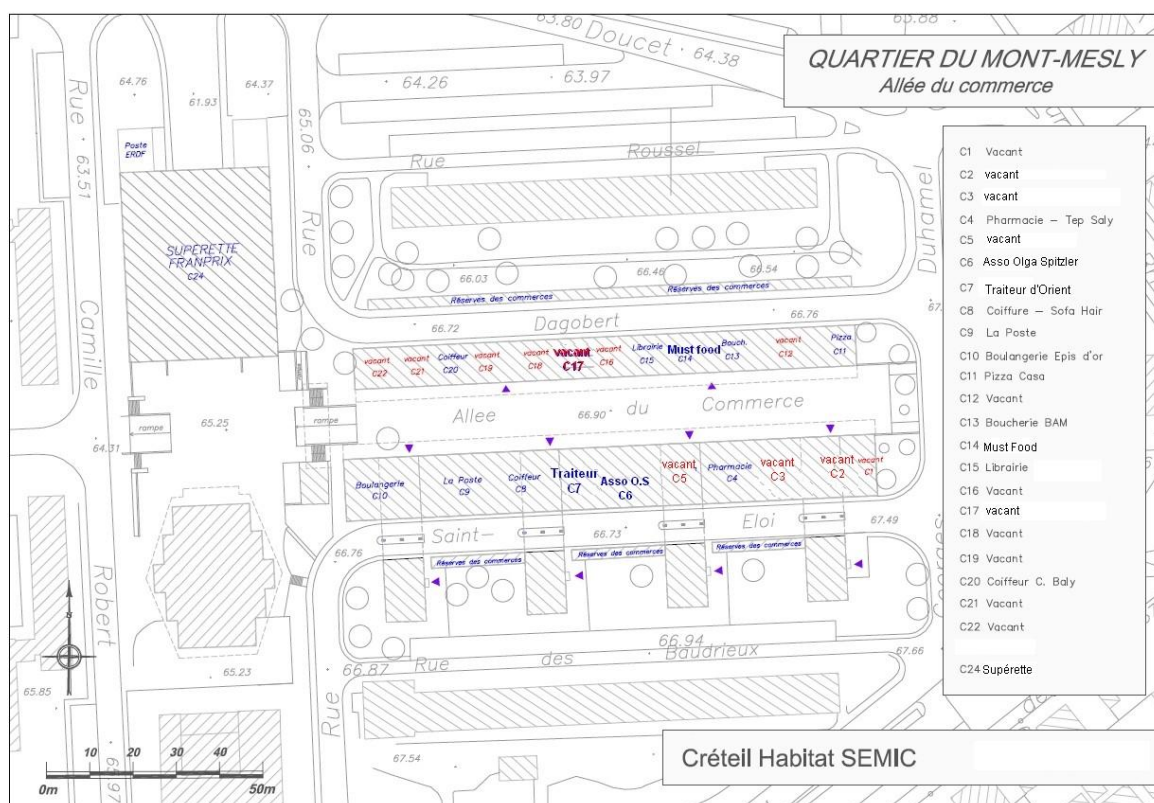 QUARTIER DU MONT-MESLY
Allée du commerce
C1 Vacant
C2 vacant
C3 vacant
C4 Pharmacie – Tep Saly
C5 vacant
C6 Asso Olga Spitzler
C7 Traiteur d'Orient
C8 Coiffure – Sofa Hair
C9 La Poste
C10 Boulangerie Epis d'or
C11 Pizza Casa
C12 Vacant
C13 Boucherie BAM
C14 Must Food
C15 Librairie
C16 Vacant
C17 vacant
C18 Vacant
C19 Vacant
C20 Coiffeur C. Baly
C21 Vacant
C22 Vacant
C24 Supérette
63.80 Doucet · 64.38
65.88
64.76
61.93
64.37
64.26
63.97
Rue · 63.51
Camille
Robert
65.97
65.06
Rue
Poste
ERDF
Rue Roussel
Duhamel
SUPERETTE
FRANPRIX
C24
66.03
66.46
66.54
Réserves des commerces
Réserves des commerces
66.72
Dagobert
66.76
vacant
C22
vacant
C21
Coiffeur
C20
vacant
C19
vacant
C18
vacant
C17
vacant
C16
Librairie
C15
Must food
C14
Bouch.
C13
vacant
C12
Pizza
C11
rampe
65.25
rampe
64.31
Allee
66.90
du Commerce
Boulangerie
C10
La Poste
C9
Coiffeur
C8
Traiteur
C7
Asso O.S
C6
vacant
C5
Pharmacie
C4
vacant
C3
vacant
C2
vacant
C1
66.76
Saint-
66.73
Eloi
67.49
Réserves des commerces
Réserves des commerces
Réserves des commerces
66.94
66.87
Rue des Baudrieux
67.66
65.23
65.85
Rue
67.54
10 20 30 40
0m
50m
Créteil Habitat SEMIC